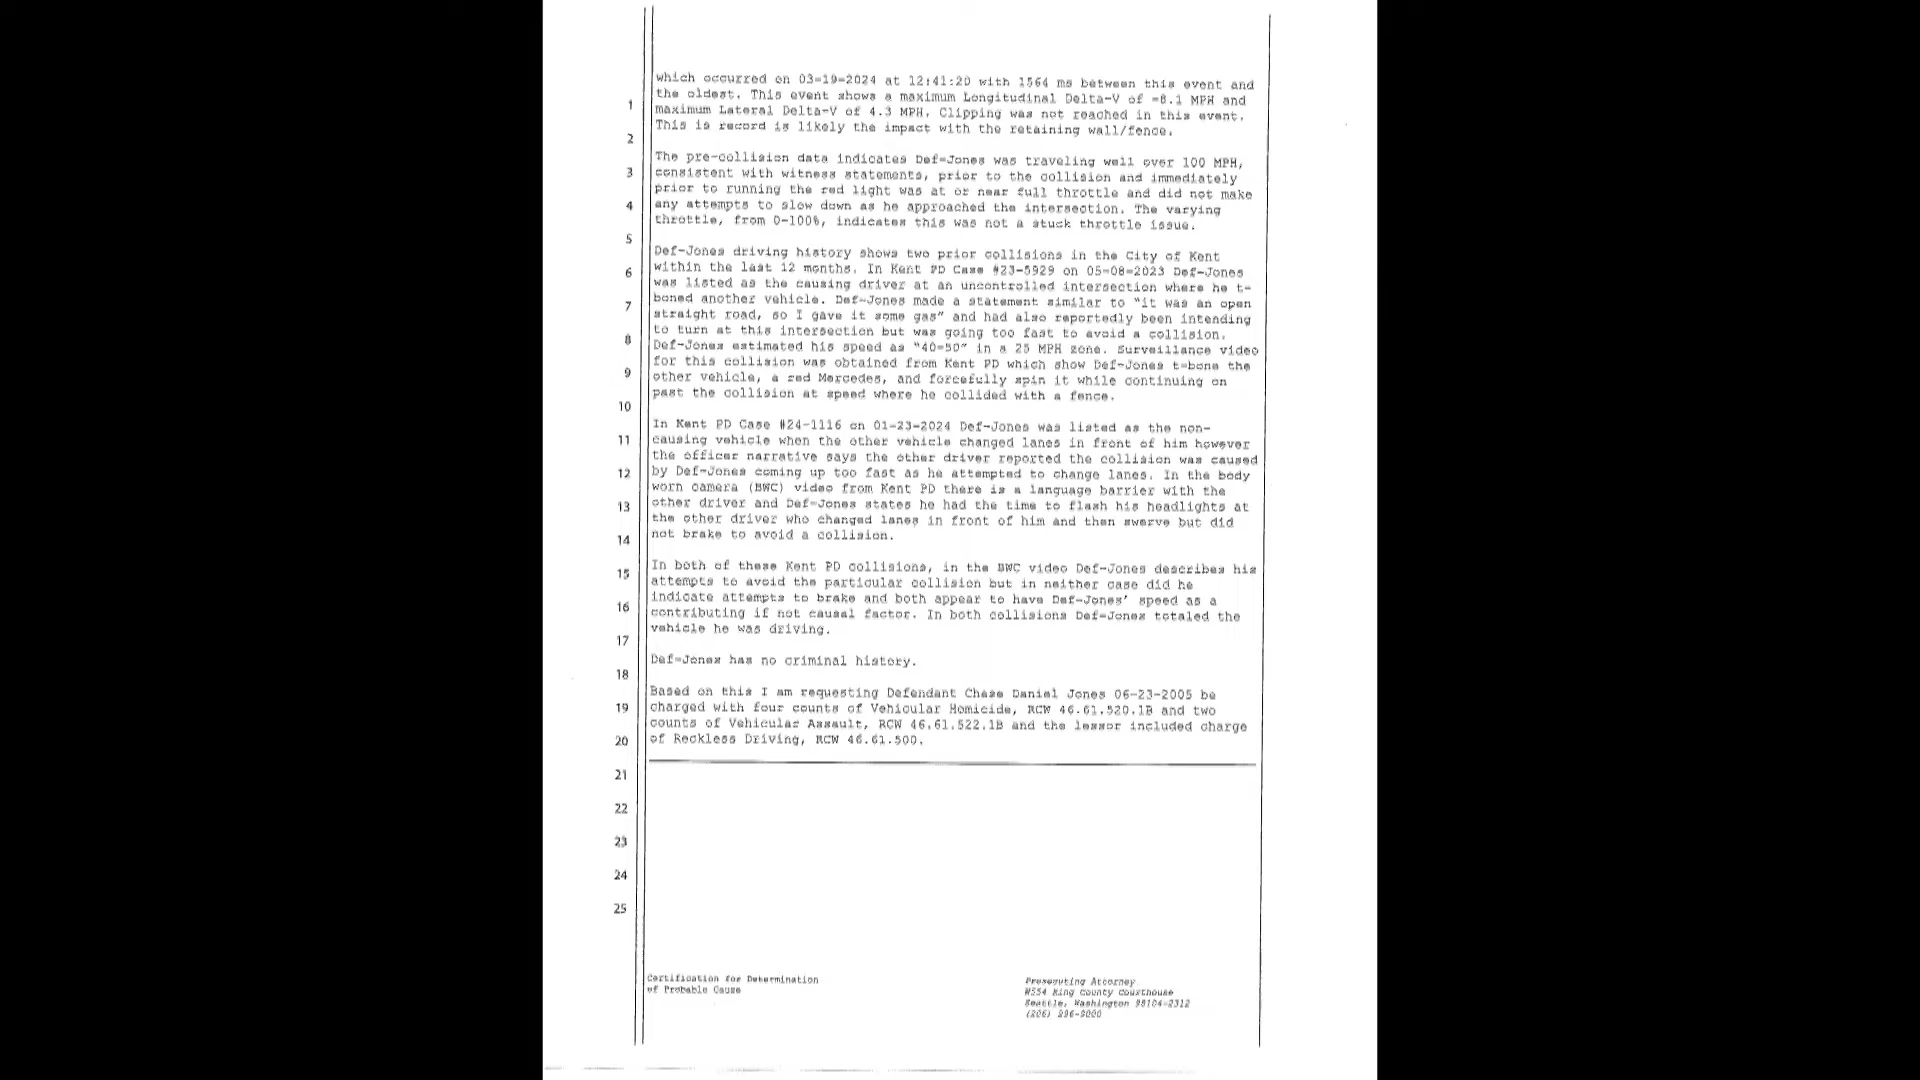 which occurred on 03-19-2024 at 12:41:20 with 1564 ms between this event and
the oldest. This event shows a maximum Longitudinal Delta-V of -8.1 MPH and
1
maximum Lateral Delta-V of 4.3 MPH. Clipping was not reached in this event.
This is record is likely the impact with the retaining wall/fence.
2
The pre-collision data indicates Def-Jones was traveling well over 100 MPH,
3
consistent with witness statements, prior to the collision and immediately
prior to running the red light was at or near full throttle and did not make
4
any attempts to slow down as he approached the intersection. The varying
throttle, from 0-100%, indicates this was not a stuck throttle issue.
5
Def-Jones driving history shows two prior collisions in the City of Kent
6
within the last 12 months. In Kent PD Case #23-5929 on 05-08-2023 Def-Jones
was listed as the causing driver at an uncontrolled intersection where he t-
7
boned another vehicle. Def-Jones made a statement similar to "it was an open
straight road, so I gave it some gas" and had also reportedly been intending
to turn at this intersection but was going too fast to avoid a collision.
8
Def-Jones estimated his speed as "40-50" in a 25 MPH zone. Surveillance video
for this collision was obtained from Kent PD which show Def-Jones t-bone the
9
other vehicle, a red Mercedes, and forcefully spin it while continuing on
past the collision at speed where he collided with a fence.
10
In Kent PD Case #24-1116 on 01-23-2024 Def-Jones was listed as the non-
11
causing vehicle when the other vehicle changed lanes in front of him however
the officer narrative says the other driver reported the collision was caused
12
by Def-Jones coming up too fast as he attempted to change lanes. In the body
worn camera (BWC) video from Kent PD there is a language barrier with the
13
other driver and Def-Jones states he had the time to flash his headlights at
the other driver who changed lanes in front of him and then swerve but did
14
not brake to avoid a collision.
15
In both of these Kent PD collisions, in the BWC video Def-Jones describes his
attempts to avoid the particular collision but in neither case did he
16
indicate attempts to brake and both appear to have Def-Jones' speed as a
contributing if not causal factor. In both collisions Def-Jones totaled the
17
vehicle he was driving.
Def-Jones has no criminal history.
18
Based on this I am requesting Defendant Chase Daniel Jones 06-23-2005 be
19
charged with four counts of Vehicular Homicide, RCW 46.61.520.1B and two
counts of Vehicular Assault, RCW 46.61.522.1B and the lessor included charge
20
of Reckless Driving, RCW 46.61.500.
21
22
23
24
25
Certification for Determination
of Probable Cause
Prosecuting Attorney
W554 King County Courthouse
Seattle, Washington 98104-2312
(206) 296-9000